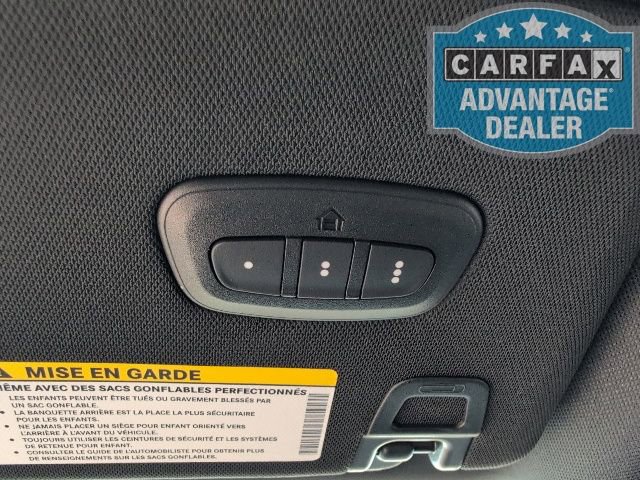 CARFAX
ADVANTAGE
DEALER
MISE EN GARDE
MÊME AVEC DES SACS GONFLABLES PERFECTIONNÉS
LES ENFANTS PEUVENT ÊTRE TUÉS OU GRAVEMENT BLESSÉS PAR
UN SAC GONFLABLE.
• LA BANQUETTE ARRIÈRE EST LA PLACE LA PLUS SÉCURITAIRE
POUR LES ENFANTS.
• NE JAMAIS PLACER UN SIÈGE POUR ENFANT ORIENTÉ VERS
L'ARRIÈRE À L'AVANT DU VÉHICULE.
• TOUJOURS UTILISER LES CEINTURES DE SÉCURITÉ ET LES SYSTÈMES
DE RETENUE POUR ENFANT.
• CONSULTER LE GUIDE DE L'AUTOMOBILISTE POUR OBTENIR PLUS
DE RENSEIGNEMENTS SUR LES SACS GONFLABLES.